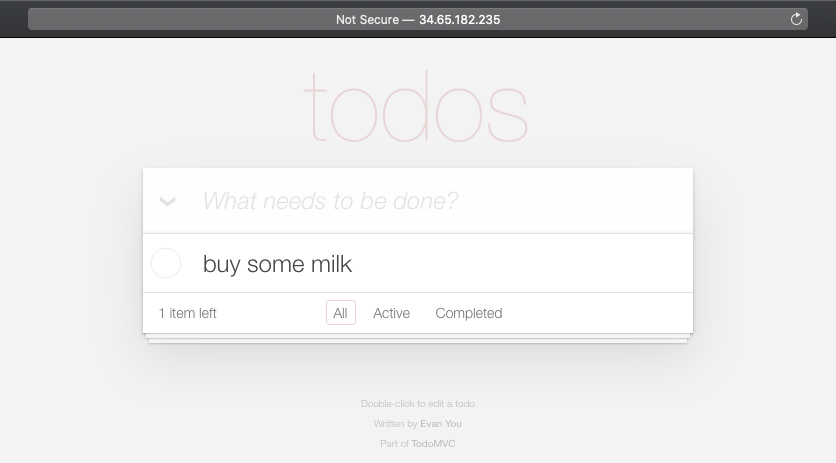 Not Secure — 34.65.182.235
todos
What needs to be done?
buy some milk
1 item left All Active Completed
Double-click to edit a todo
Written by Evan You
Part of TodoMVC